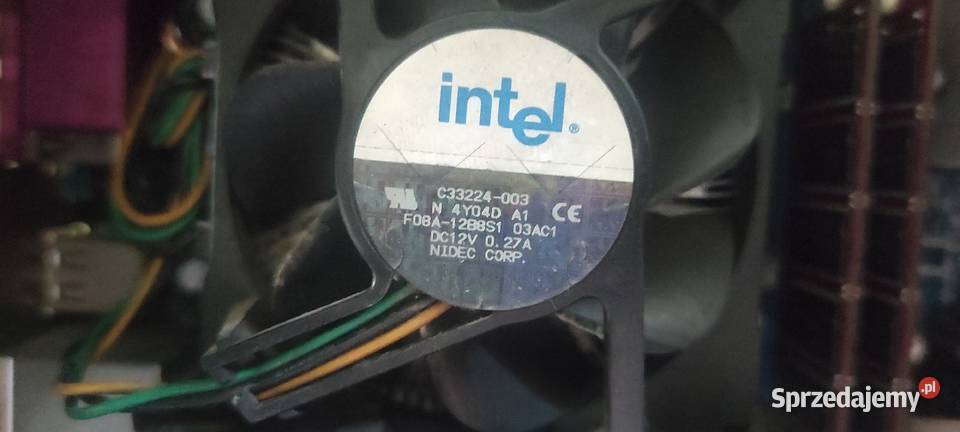 intel®
C33224-003
N 4Y04D A1
F08A-12B8S1 03AC1
DC12V 0.27A
NIDEC CORP.
CE
Sprzedajemy.pl